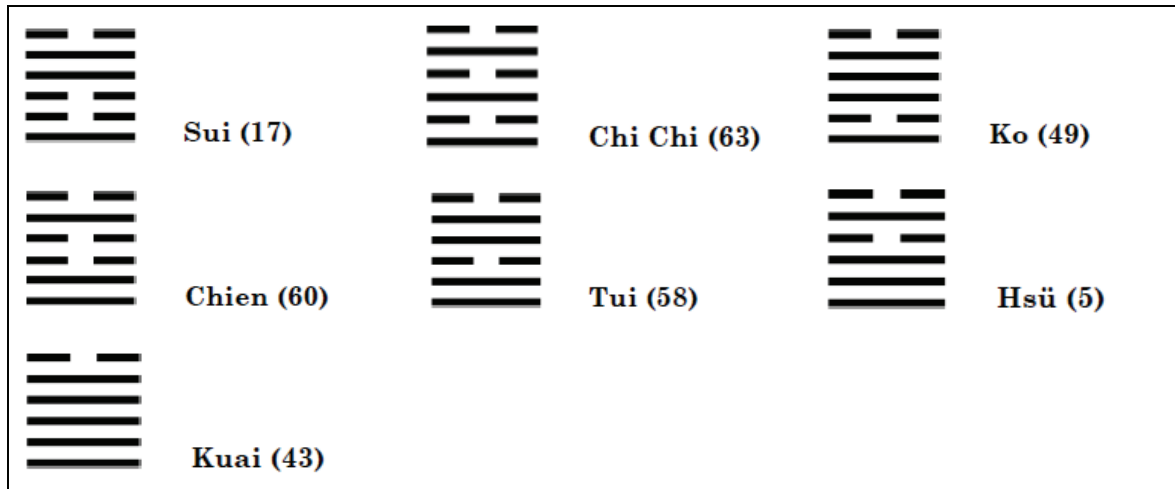 Sui (17)
Chi Chi (63)
Ko (49)
Chien (60)
Tui (58)
Hsü (5)
Kuai (43)